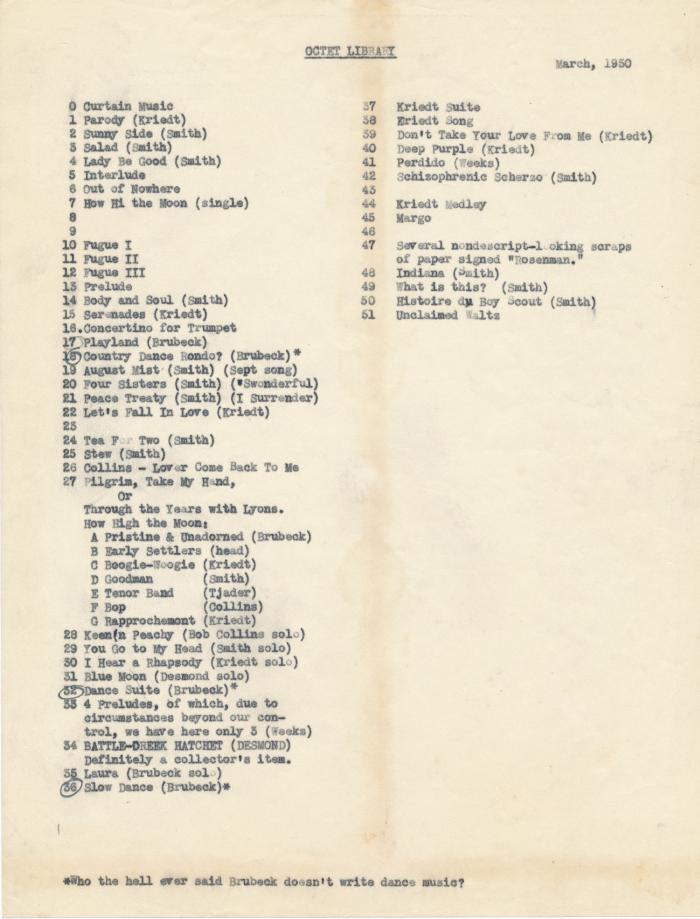 OCTET LIBRARY
March, 1950
0 Curtain Music
1 Parody (Kriedt)
2 Sunny Side (Smith)
3 Salad (Smith)
4 Lady Be Good (Smith)
5 Interlude
6 Out of Nowhere
7 How Hi the Moon (single)
8
9
10 Fugue I
11 Fugue II
12 Fugue III
13 Prelude
14 Body and Soul (Smith)
15 Serenades (Kriedt)
16.Concertino for Trumpet
17 Playland (Brubeck)
18 Country Dance Rondo? (Brubeck)*
19 August Mist (Smith) (Sept song)
20 Four Sisters (Smith) ('Swonderful)
21 Peace Treaty (Smith) (I Surrender)
22 Let's Fall In Love (Kriedt)
23
24 Tea For Two (Smith)
25 Stew (Smith)
26 Collins - Lover Come Back To Me
27 Pilgrim, Take My Hand,
Or
Through the Years with Lyons.
How High the Moon:
A Pristine & Unadorned (Brubeck)
B Early Settlers (head)
C Boogie-Woogie (Kriedt)
D Goodman (Smith)
E Tenor Band (Tjader)
F Bop (Collins)
G Rapprochemont (Kriedt)
28 Keen'n Peachy (Bob Collins solo)
29 You Go to My Head (Smith solo)
30 I Hear a Rhapsody (Kriedt solo)
31 Blue Moon (Desmond solo)
32 Dance Suite (Brubeck)*
33 4 Preludes, of which, due to
circumstances beyond our con-
trol, we have here only 3 (Weeks)
34 BATTLE-DREEK HATCHET (DESMOND)
Definitely a collector's item.
35 Laura (Brubeck solo)
36 Slow Dance (Brubeck)*
37 Kriedt Suite
38 Eriedt Song
39 Don't Take Your Love From Me (Kriedt)
40 Deep Purple (Kriedt)
41 Perdido (Weeks)
42 Schizophrenic Scherzo (Smith)
43
44 Kriedt Medley
45 Margo
46
47 Several nondescript-looking scraps
of paper signed "Rosenman."
48 Indiana (Smith)
49 What is this? (Smith)
50 Histoire du Boy Scout (Smith)
51 Unclaimed Waltz
*Who the hell ever said Brubeck doesn't write dance music?